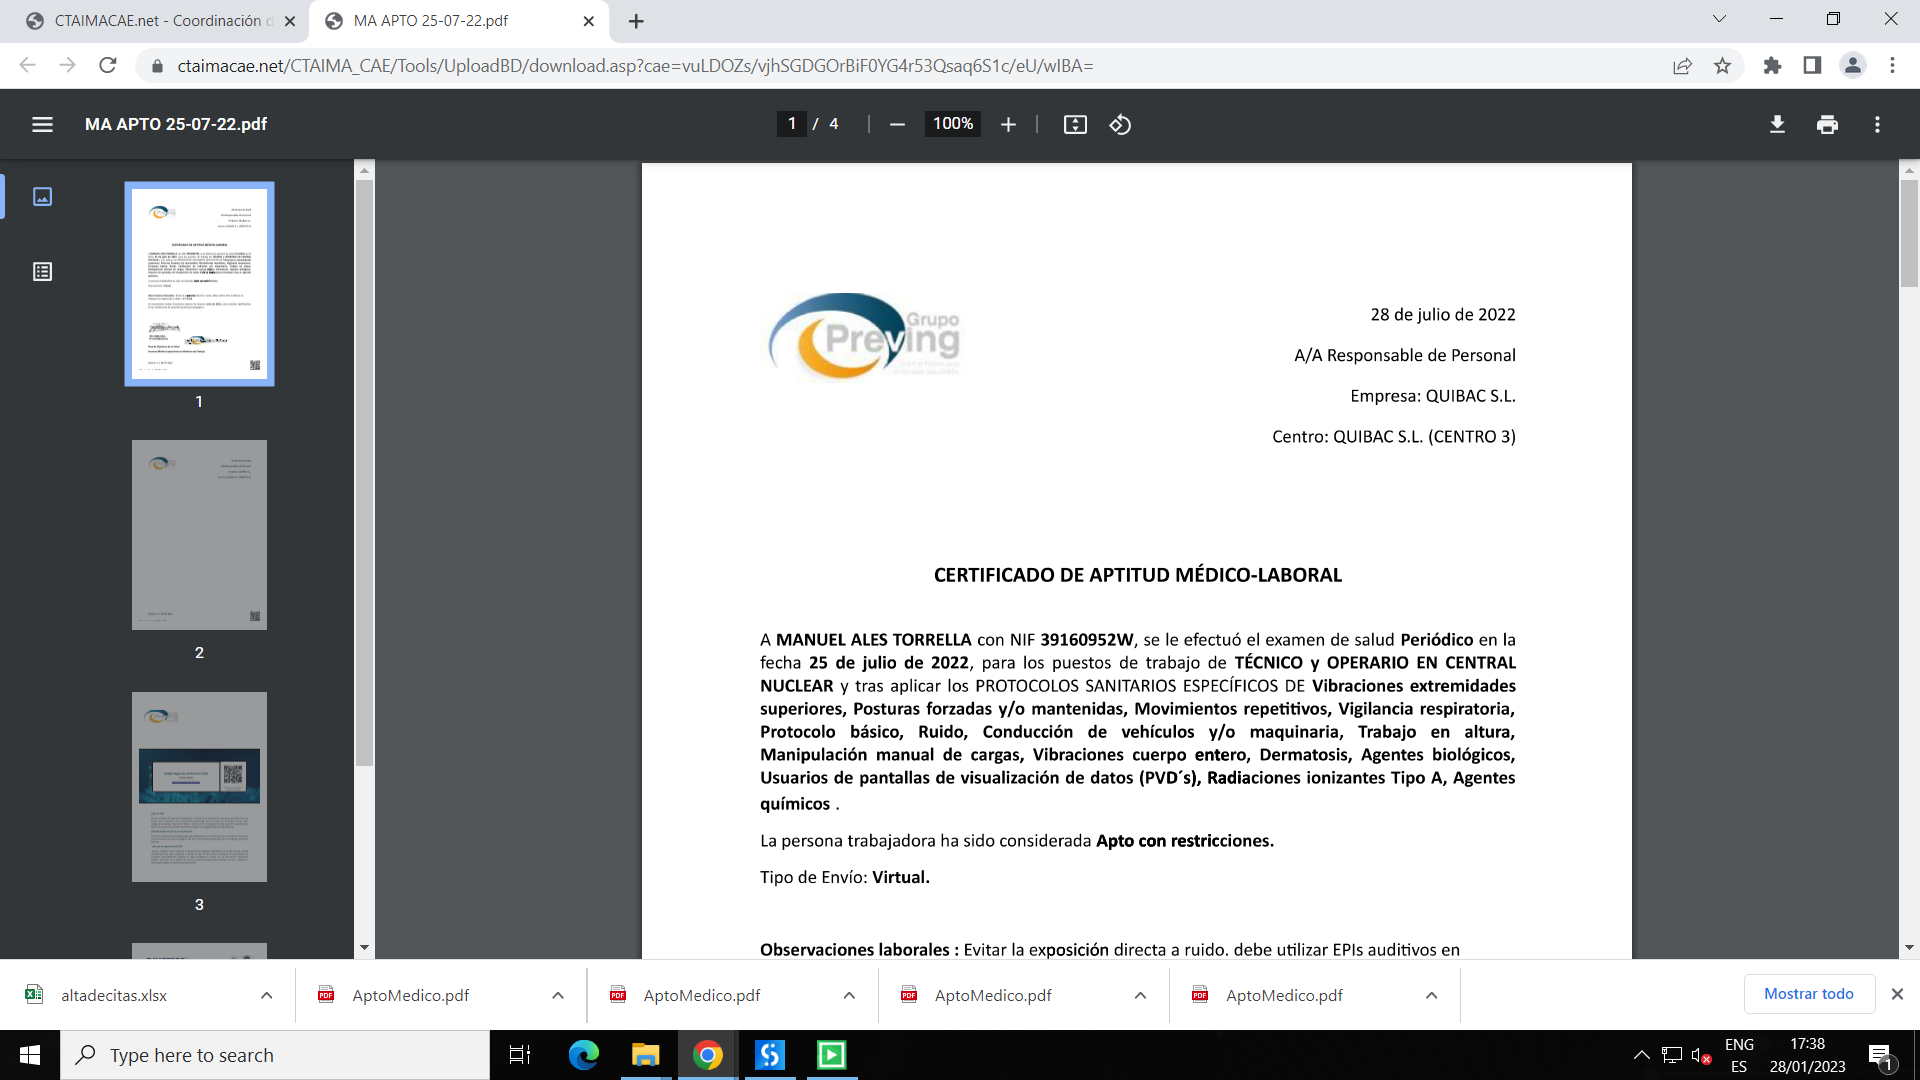 CTAIMACAE.net - Coordinación d
MA APTO 25-07-22.pdf
ctaimacae.net/CTAIMA_CAE/Tools/UploadBD/download.asp?cae=vuLDOZs/vjhSGDGOrBiF0YG4r53Qsaq6S1c/eU/wIBA=
MA APTO 25-07-22.pdf
1 / 4
100%
1
2
3
Grupo
Preving
28 de julio de 2022
A/A Responsable de Personal
Empresa: QUIBAC S.L.
Centro: QUIBAC S.L. (CENTRO 3)
CERTIFICADO DE APTITUD MÉDICO-LABORAL
A MANUEL ALES TORRELLA con NIF 39160952W, se le efectuó el examen de salud Periódico en la
fecha 25 de julio de 2022, para los puestos de trabajo de TÉCNICO y OPERARIO EN CENTRAL
NUCLEAR y tras aplicar los PROTOCOLOS SANITARIOS ESPECÍFICOS DE Vibraciones extremidades
superiores, Posturas forzadas y/o mantenidas, Movimientos repetitivos, Vigilancia respiratoria,
Protocolo básico, Ruido, Conducción de vehículos y/o maquinaria, Trabajo en altura,
Manipulación manual de cargas, Vibraciones cuerpo entero, Dermatosis, Agentes biológicos,
Usuarios de pantallas de visualización de datos (PVD´s), Radiaciones ionizantes Tipo A, Agentes
químicos .
La persona trabajadora ha sido considerada Apto con restricciones.
Tipo de Envío: Virtual.
Observaciones laborales : Evitar la exposición directa a ruido. debe utilizar EPIs auditivos en
altadecitas.xlsx
AptoMedico.pdf
AptoMedico.pdf
AptoMedico.pdf
AptoMedico.pdf
Mostrar todo
Type here to search
ENG
ES
17:38
28/01/2023
1